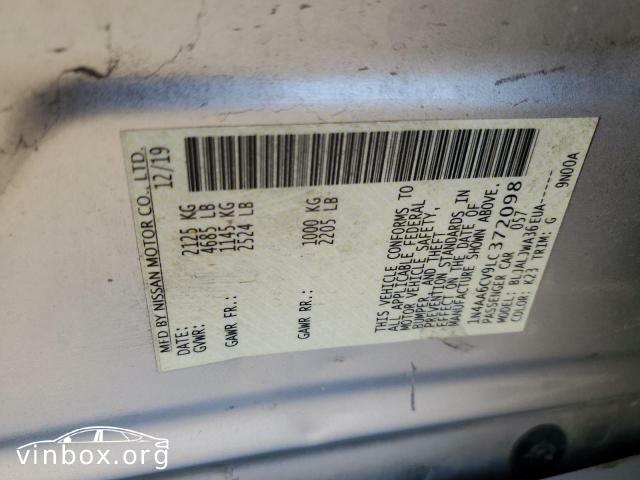 MFD BY NISSAN MOTOR CO., LTD.
DATE: 12/19
GVWR: 2125 KG
4685 LB
GAWR FR.: 1145 KG
2524 LB
GAWR RR.: 1000 KG
2205 LB
THIS VEHICLE CONFORMS TO
ALL APPLICABLE FEDERAL
MOTOR VEHICLE SAFETY,
BUMPER, AND THEFT
PREVENTION STANDARDS IN
EFFECT ON THE DATE OF
MANUFACTURE SHOWN ABOVE.
1N4AA6CV9LC372098
PASSENGER CAR 057
MODEL: BLJALJWA36EUA-----
COLOR: K23 TRIM: G 9N00A
vinbox.org